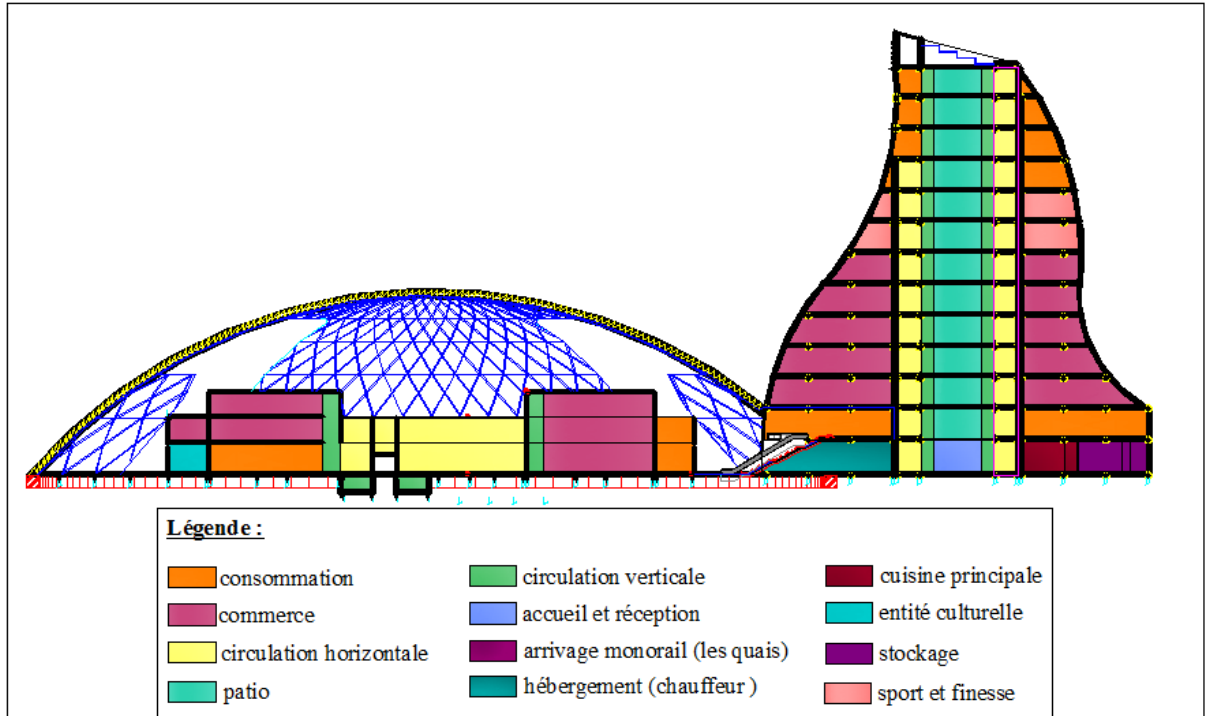 Légende :
consommation
commerce
circulation horizontale
patio
circulation verticale
accueil et réception
arrivage monorail (les quais)
hébergement (chauffeur )
cuisine principale
entité culturelle
stockage
sport et finesse